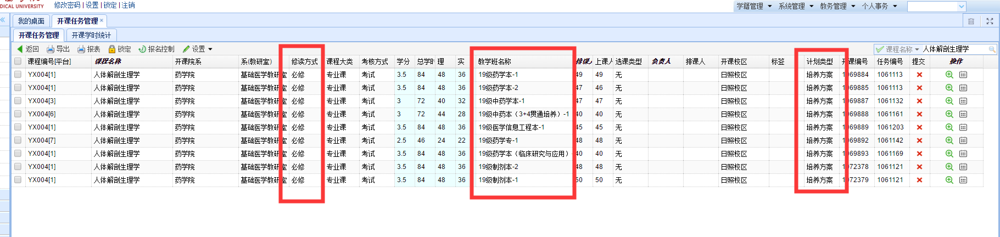 DICAL UNIVERSITY 修改密码 | 设置 | 锁定 | 注销 学籍管理 系统管理 教务管理 个人事务
我的桌面 开课任务管理
开课任务管理 开课学时统计
返回 导出 报表 锁定 报名控制 设置 课程名称 人体解剖生理学
课程编号[平台] 课程名称 开课院系 系(教研室) 修读方式 课程大类 考核方式 学分 总学时 理 实 教学班名称 排课人 上课人 选课类型 负责人 排课人 开课校区 标签 计划类型 开课编号 任务编号 提交 操作
YX004[1] 人体解剖生理学 药学院 基础医学教研室 必修 专业课 考试 3.5 84 48 36 19级药学本-1 49 49 无 日照校区 培养方案 1069884 1061113
YX004[1] 人体解剖生理学 药学院 基础医学教研室 必修 专业课 考试 3.5 84 48 36 19级药学本-2 47 46 无 日照校区 培养方案 1069885 1061113
YX004[3] 人体解剖生理学 药学院 基础医学教研室 必修 专业课 考试 3 72 40 32 19级中药学本-1 47 47 无 日照校区 培养方案 1069887 1061132
YX004[6] 人体解剖生理学 药学院 基础医学教研室 必修 专业课 考试 3 72 44 28 19级中药本（3+4贯通培养）-1 40 40 无 日照校区 培养方案 1069888 1061161
YX004[1] 人体解剖生理学 药学院 基础医学教研室 必修 专业课 考试 3.5 84 48 36 19级医学信息工程本-1 45 45 无 日照校区 培养方案 1069889 1061203
YX004[7] 人体解剖生理学 药学院 基础医学教研室 必修 专业课 考试 2.5 46 24 22 19级药学专-1 48 48 无 日照校区 培养方案 1069892 1061142
YX004[1] 人体解剖生理学 药学院 基础医学教研室 必修 专业课 考试 3.5 84 48 36 19级药学本（临床研究与应用） 40 40 无 日照校区 培养方案 1069893 1061169
YX004[1] 人体解剖生理学 药学院 基础医学教研室 必修 专业课 考试 3.5 84 48 36 19级制剂本-2 48 48 无 日照校区 培养方案 1072378 1061121
YX004[1] 人体解剖生理学 药学院 基础医学教研室 必修 专业课 考试 3.5 84 48 36 19级制剂本-1 50 50 无 日照校区 培养方案 1072379 1061121